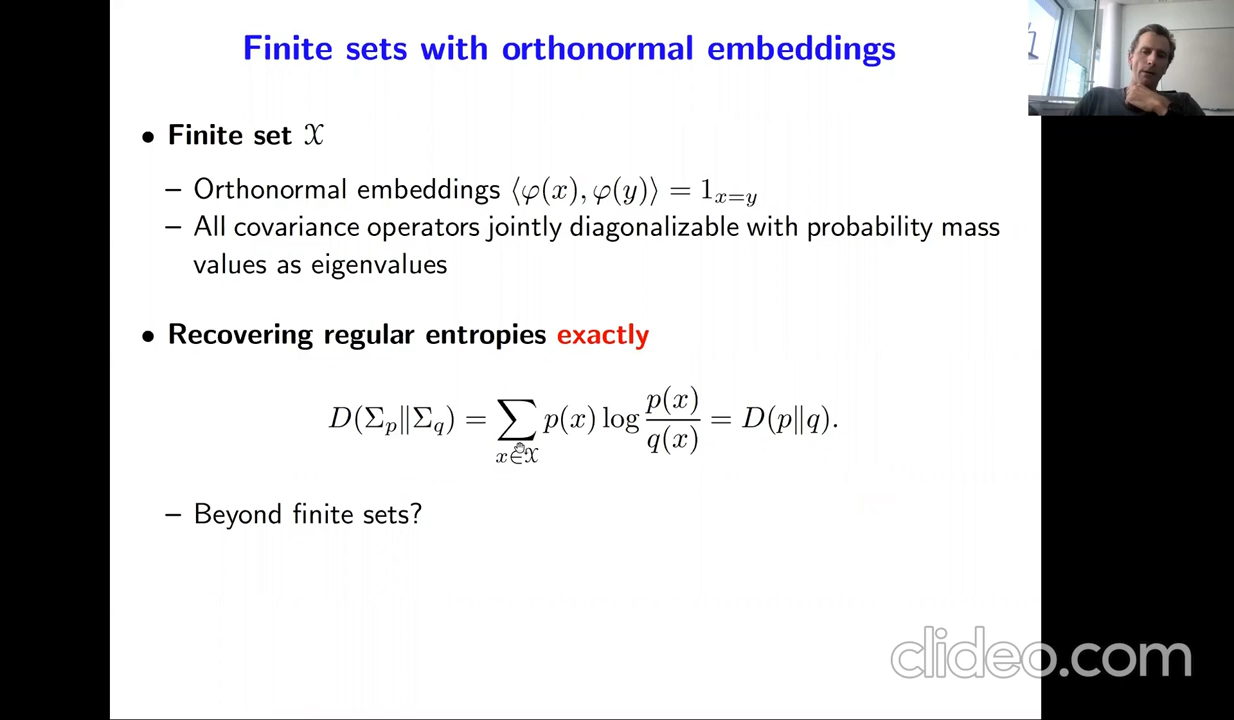 Finite sets with orthonormal embeddings
• Finite set 𝒳
– Orthonormal embeddings ⟨φ(x), φ(y)⟩ = 1_{x=y}
– All covariance operators jointly diagonalizable with probability mass
values as eigenvalues
• Recovering regular entropies exactly
D(Σ_p‖Σ_q) = ∑_{x∈𝒳} p(x) log p(x)/q(x) = D(p‖q).
– Beyond finite sets?
clideo.com